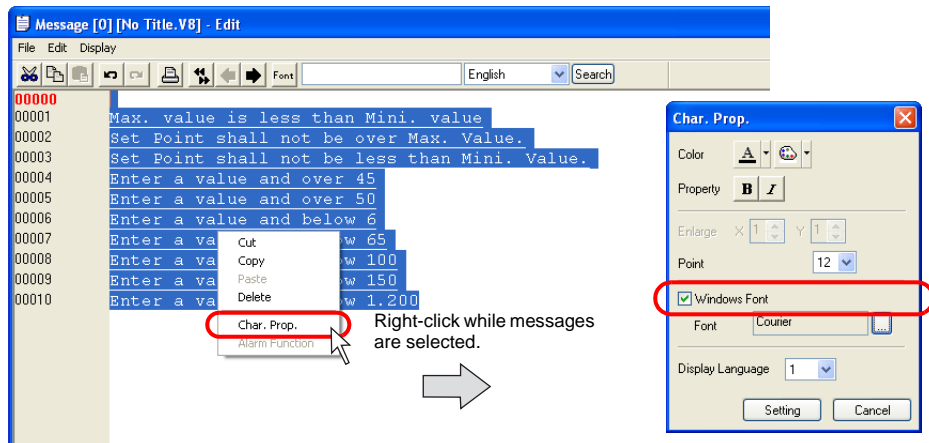 Message [0] [No Title.V8] - Edit
File Edit Display
Font English Search
00000
00001 Max. value is less than Mini. value
00002 Set Point shall not be over Max. Value.
00003 Set Point shall not be less than Mini. Value.
00004 Enter a value and over 45
00005 Enter a value and over 50
00006 Enter a value and below 6
00007 Enter a va w 65
00008 Enter a va w 100
00009 Enter a va w 150
00010 Enter a va w 1.200
Cut
Copy
Paste
Delete
Char. Prop.
Alarm Function
Right-click while messages
are selected.
Char. Prop.
Color A
Property B I
Enlarge X 1 Y 1
Point 12
Windows Font
Font Courier ...
Display Language 1
Setting Cancel